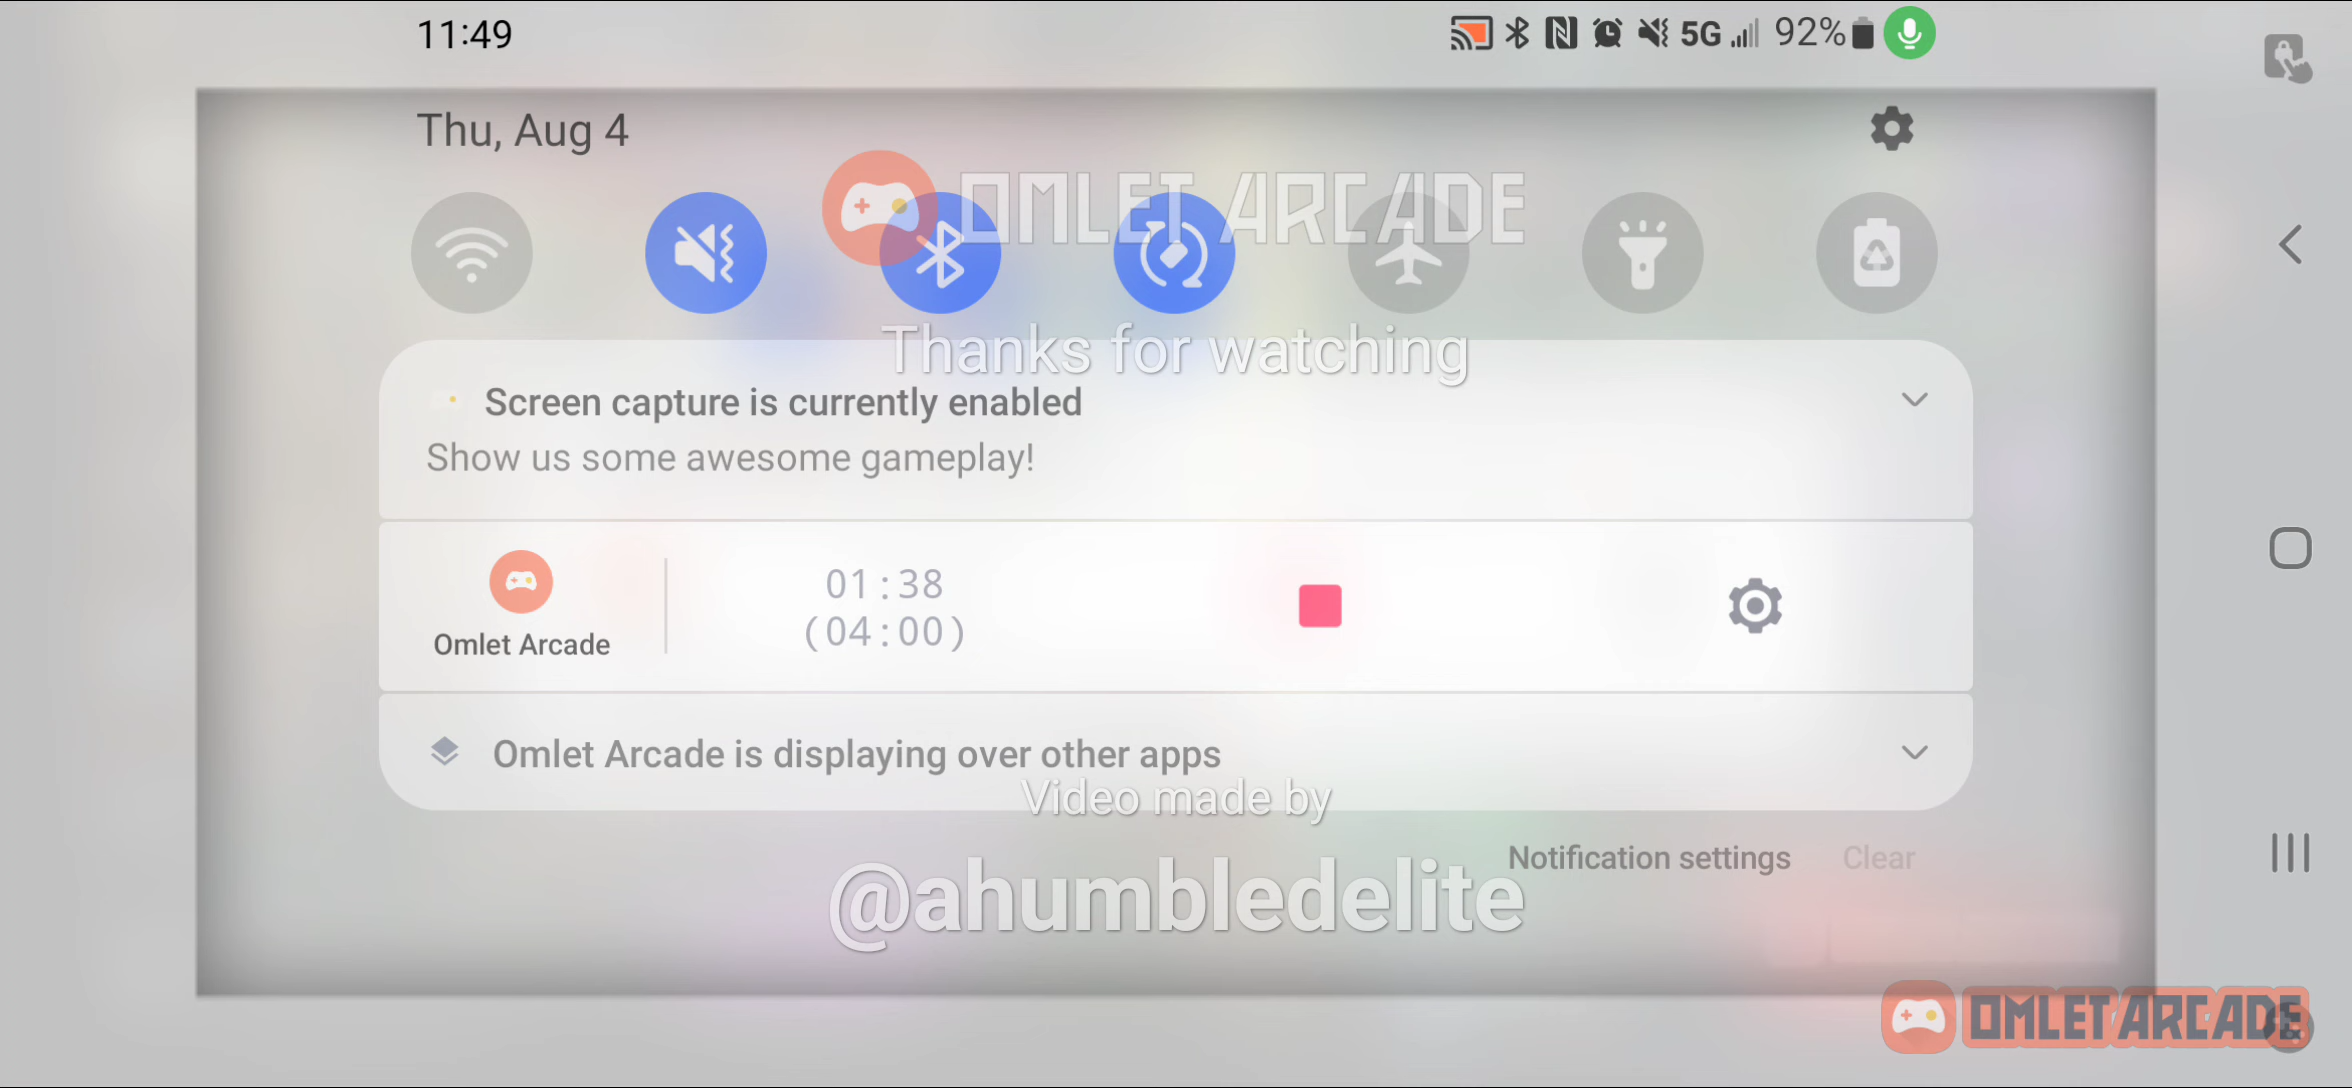 11:49
5G 92%
Thu, Aug 4
OMLET ARCADE
Thanks for watching
Screen capture is currently enabled
Show us some awesome gameplay!
01:38
(04:00)
Omlet Arcade
Omlet Arcade is displaying over other apps
Video made by
Notification settings Clear
@ahumbledelite
OMLET ARCADE